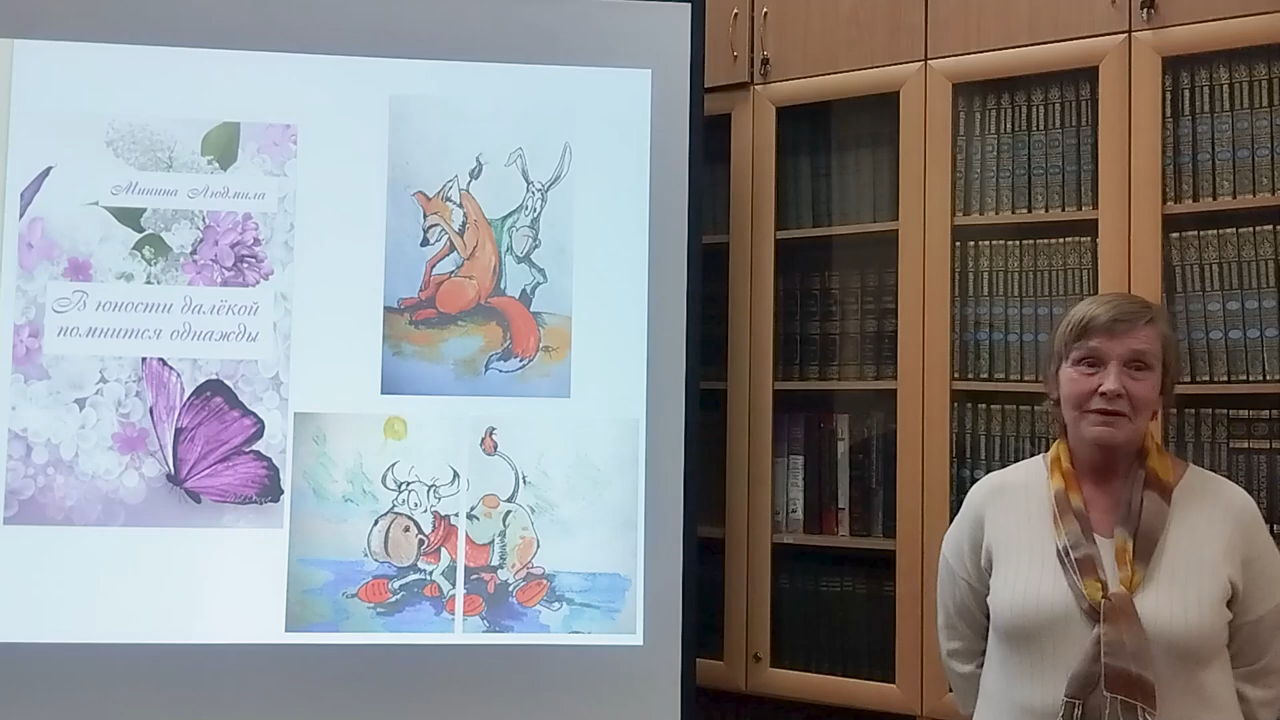 Минина Людмила
В юности далёкой
помнится однажды